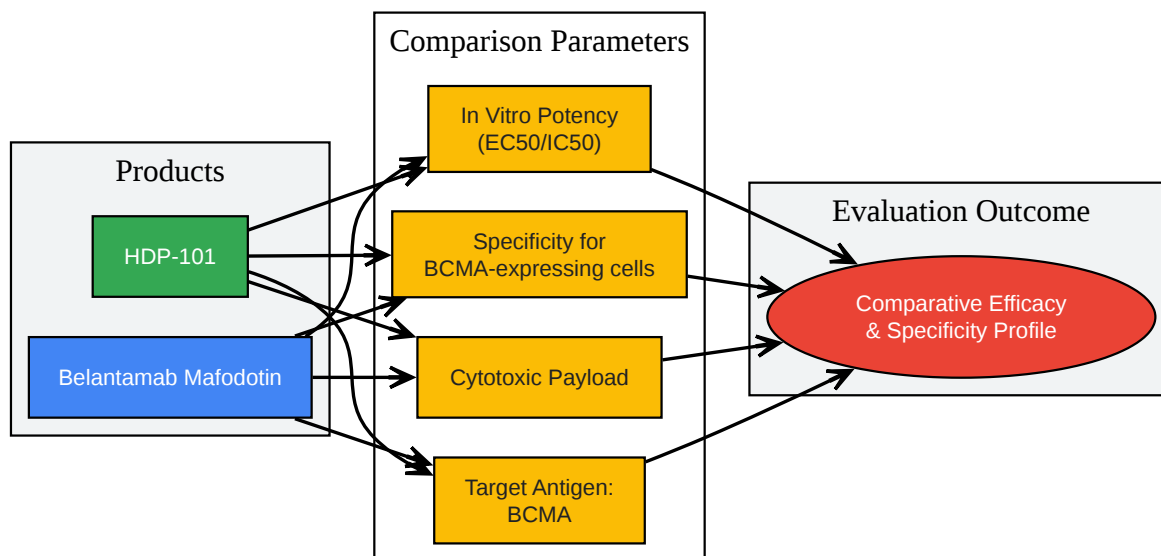 Products
HDP-101
Belantamab Mafodotin
Comparison Parameters
In Vitro Potency
(EC50/IC50)
Specificity for
BCMA-expressing cells
Cytotoxic Payload
Target Antigen:
BCMA
Evaluation Outcome
Comparative Efficacy
& Specificity Profile